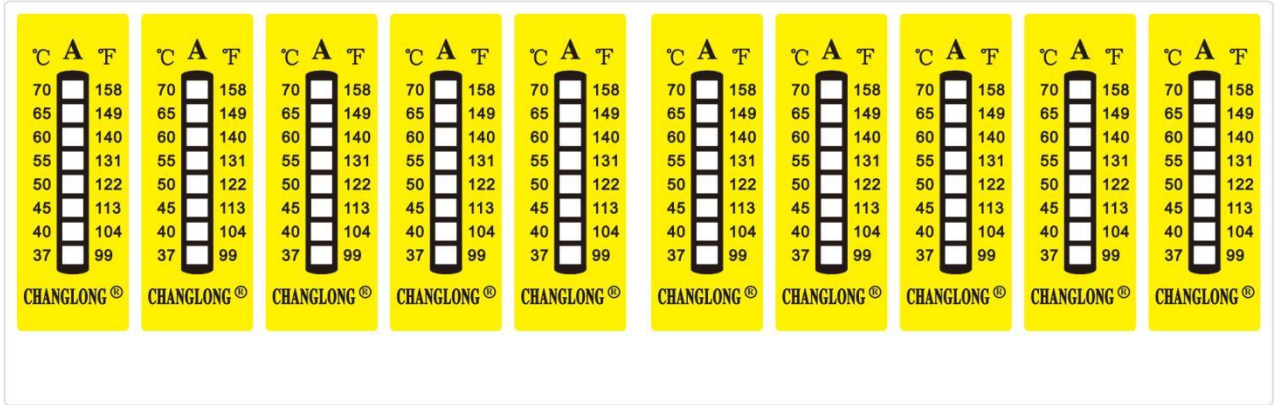 ℃ A ℉ ℃ A ℉ ℃ A ℉ ℃ A ℉ ℃ A ℉ ℃ A ℉ ℃ A ℉ ℃ A ℉ ℃ A ℉ ℃ A ℉
70 158 70 158 70 158 70 158 70 158 70 158 70 158 70 158 70 158 70 158
65 149 65 149 65 149 65 149 65 149 65 149 65 149 65 149 65 149 65 149
60 140 60 140 60 140 60 140 60 140 60 140 60 140 60 140 60 140 60 140
55 131 55 131 55 131 55 131 55 131 55 131 55 131 55 131 55 131 55 131
50 122 50 122 50 122 50 122 50 122 50 122 50 122 50 122 50 122 50 122
45 113 45 113 45 113 45 113 45 113 45 113 45 113 45 113 45 113 45 113
40 104 40 104 40 104 40 104 40 104 40 104 40 104 40 104 40 104 40 104
37 99 37 99 37 99 37 99 37 99 37 99 37 99 37 99 37 99 37 99
CHANGLONG® CHANGLONG® CHANGLONG® CHANGLONG® CHANGLONG® CHANGLONG® CHANGLONG® CHANGLONG® CHANGLONG® CHANGLONG®